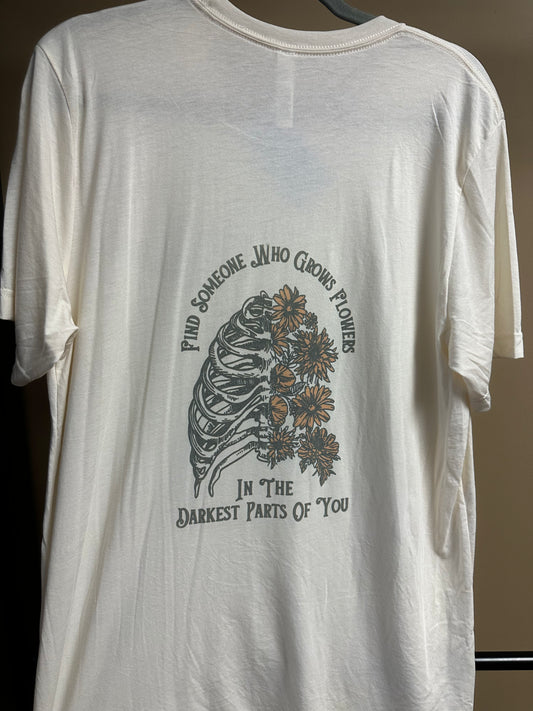 Find Someone Who Grows Flowers
In The
Darkest Parts Of You